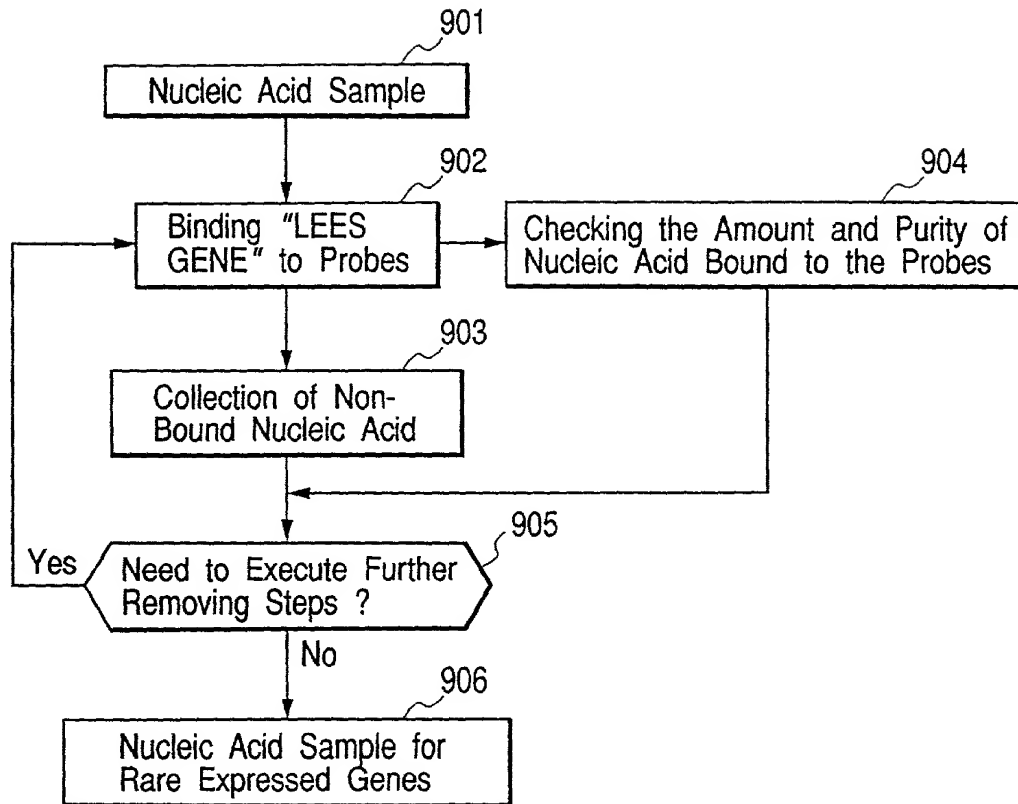 901
Nucleic Acid Sample
902
Binding "LEES
GENE" to Probes
904
Checking the Amount and Purity of
Nucleic Acid Bound to the Probes
903
Collection of Non-
Bound Nucleic Acid
905
Yes
Need to Execute Further
Removing Steps ?
No
906
Nucleic Acid Sample for
Rare Expressed Genes